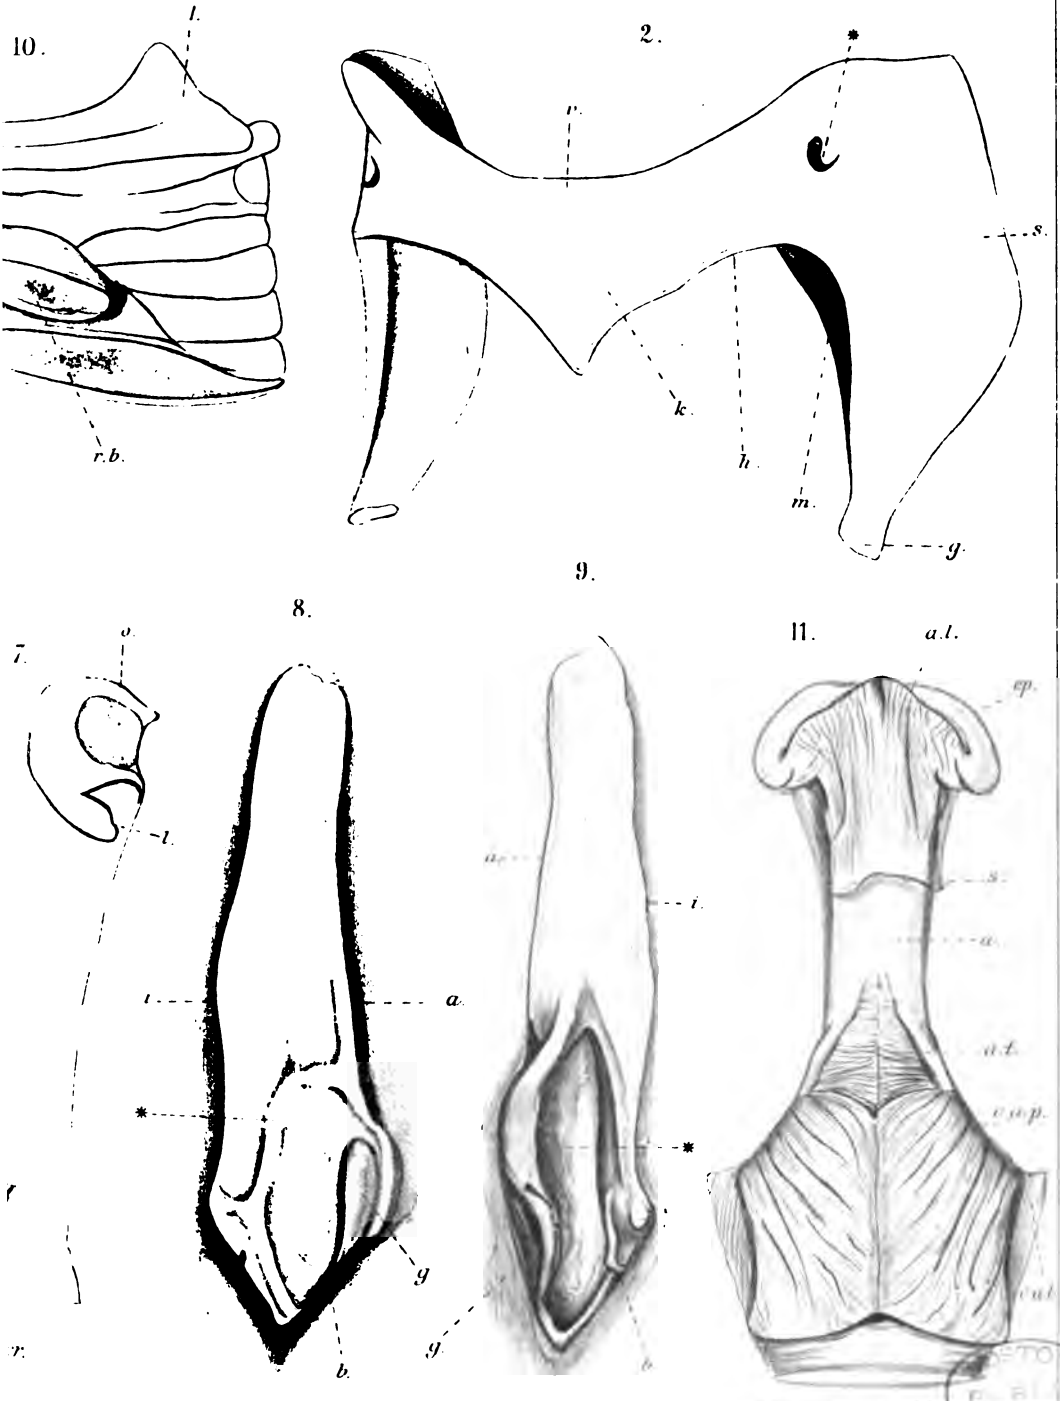 l.
10.
2.
*
v.
s.
k.
r.b.
h.
m.
g.
9.
8.
11.
a.l.
7.
o.
ep.
l.
a.
s.
i.
a.
a.
a.t.
*
v.a.p.
*
g
g.
b.
b.
r.